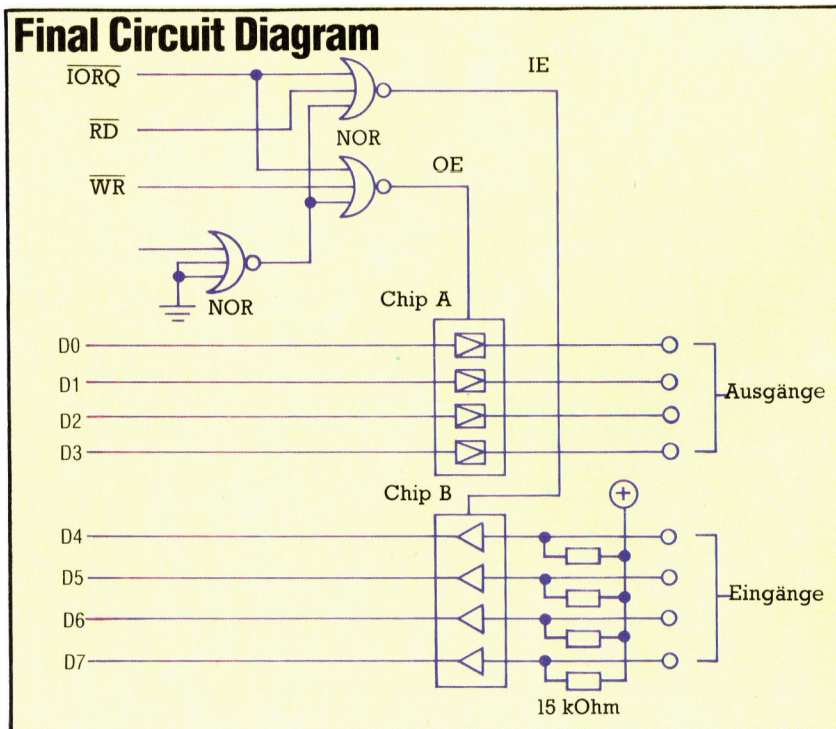 Final Circuit Diagram
IORQ
IE
RD
NOR
OE
WR
NOR
Chip A
D0
D1
Ausgänge
D2
D3
Chip B
+
D4
D5
Eingänge
D6
D7
15 kOhm